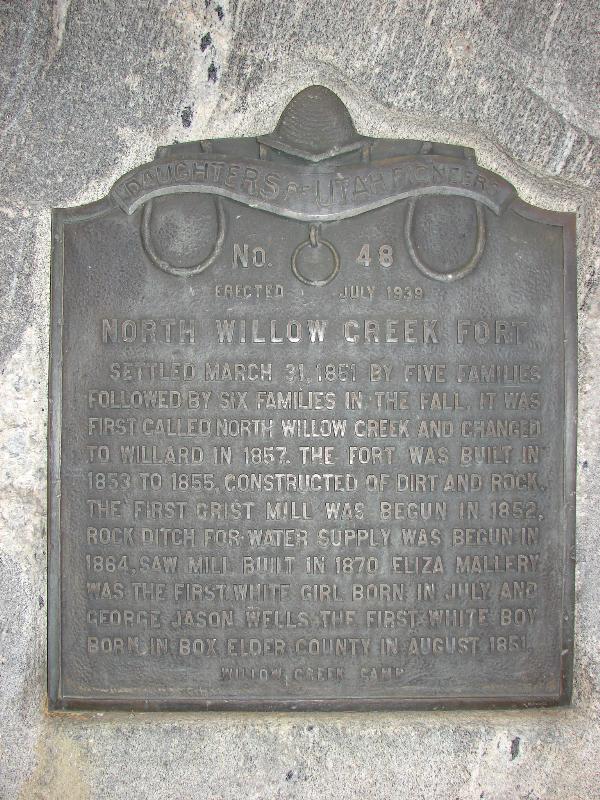 DAUGHTERS OF UTAH PIONEERS
No. 48
ERECTED JULY 1939
NORTH WILLOW CREEK FORT
SETTLED MARCH 31, 1851 BY FIVE FAMILIES
FOLLOWED BY SIX FAMILIES IN THE FALL. IT WAS
FIRST CALLED NORTH WILLOW CREEK AND CHANGED
TO WILLARD IN 1857. THE FORT WAS BUILT IN
1853 TO 1855, CONSTRUCTED OF DIRT AND ROCK.
THE FIRST GRIST MILL WAS BEGUN IN 1852,
ROCK DITCH FOR WATER SUPPLY WAS BEGUN IN
1864, SAW MILL BUILT IN 1870. ELIZA MALLERY
WAS THE FIRST WHITE GIRL BORN IN JULY AND
GEORGE JASON WELLS THE FIRST WHITE BOY
BORN IN BOX ELDER COUNTY IN AUGUST 1851.
WILLOW CREEK CAMP